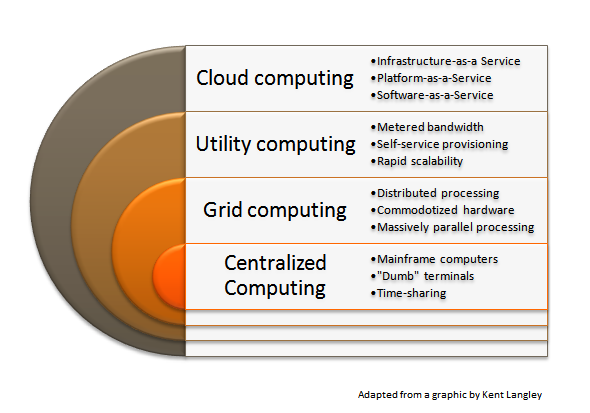 Cloud computing
•Infrastructure-as-a Service
•Platform-as-a-Service
•Software-as-a-Service
Utility computing
•Metered bandwidth
•Self-service provisioning
•Rapid scalability
Grid computing
•Distributed processing
•Commodotized hardware
•Massively parallel processing
Centralized
Computing
•Mainframe computers
•"Dumb" terminals
•Time-sharing
Adapted from a graphic by Kent Langley